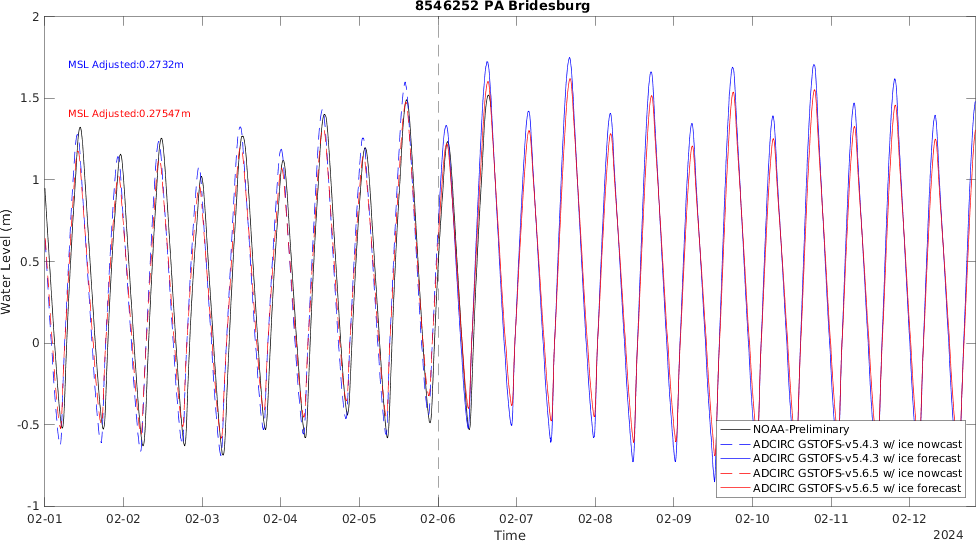 8546252 PA Bridesburg
2
1.5
1
0.5
0
-0.5
-1
Water Level (m)
MSL Adjusted:0.2732m
MSL Adjusted:0.27547m
NOAA-Preliminary
ADCIRC GSTOFS-v5.4.3 w/ ice nowcast
ADCIRC GSTOFS-v5.4.3 w/ ice forecast
ADCIRC GSTOFS-v5.6.5 w/ ice nowcast
ADCIRC GSTOFS-v5.6.5 w/ ice forecast
02-01 02-02 02-03 02-04 02-05 02-06 02-07 02-08 02-09 02-10 02-11 02-12
Time
2024